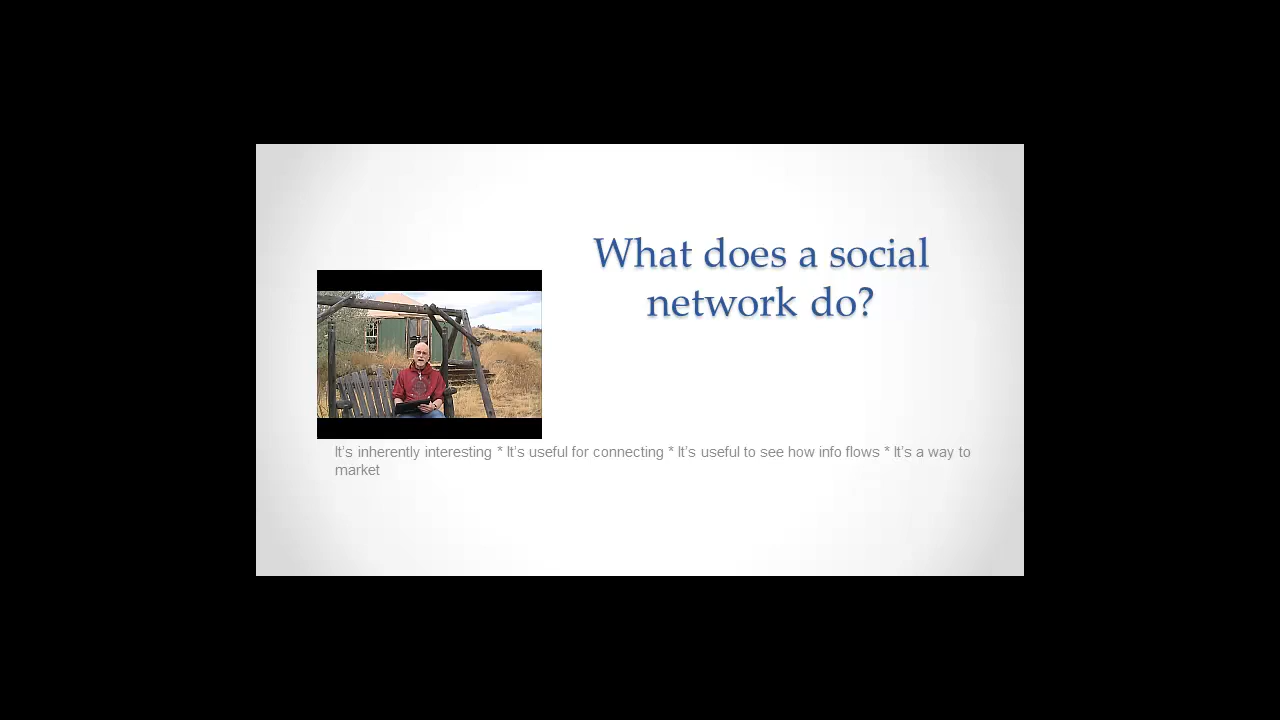 What does a social
network do?
It's inherently interesting * It's useful for connecting * It's useful to see how info flows * It's a way to
market